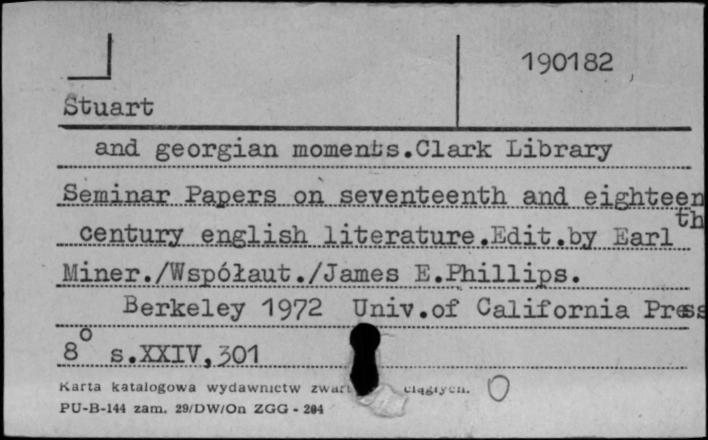 190182
Stuart
and georgian moments.Clark Library
Seminar Papers on seventeenth and eighteen
th
century english literature.Edit.by Earl
Miner./Współaut./James E.Phillips.
Berkeley 1972 Univ.of California Press
8° s.XXIV,301
Karta katalogowa wydawnictw ciągłych.
PU-B-144 zam. 29/DW/On ZGG - 204